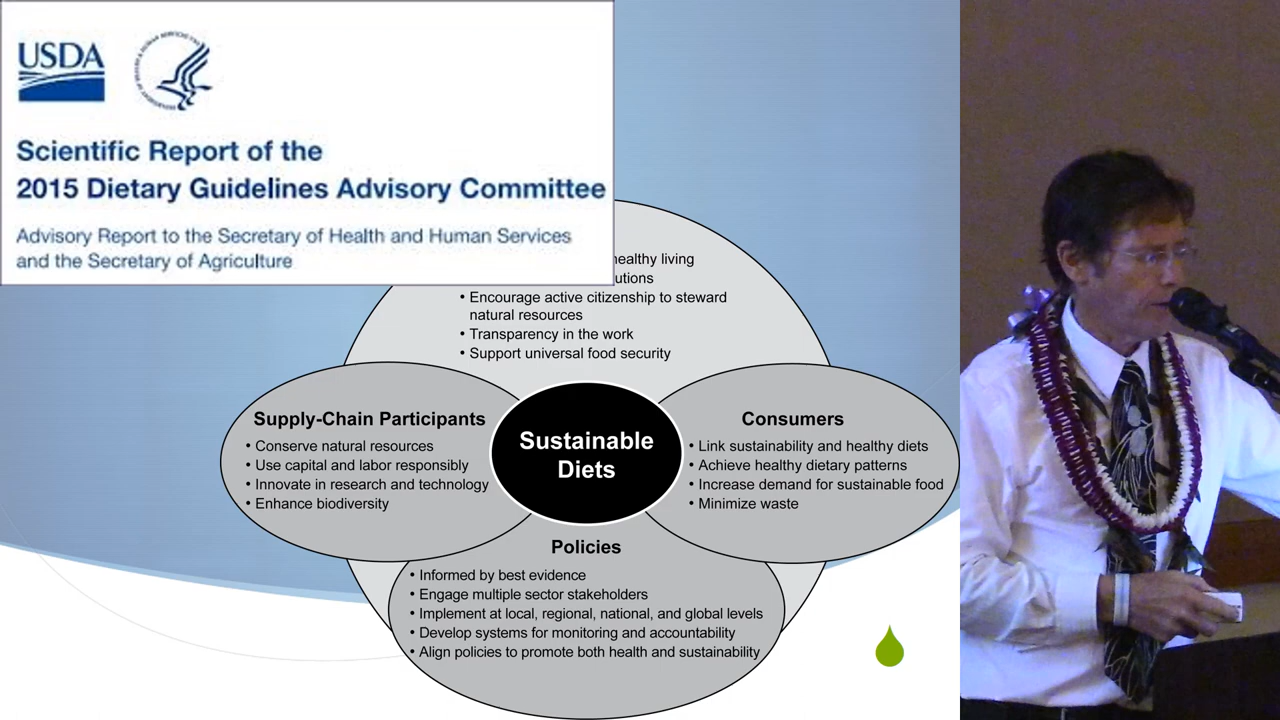 USDA
Scientific Report of the
2015 Dietary Guidelines Advisory Committee
Advisory Report to the Secretary of Health and Human Services
and the Secretary of Agriculture
healthy living
• Encourage active citizenship to steward
natural resources
• Transparency in the work
• Support universal food security
Supply-Chain Participants
• Conserve natural resources
• Use capital and labor responsibly
• Innovate in research and technology
• Enhance biodiversity
Sustainable
Diets
Consumers
• Link sustainability and healthy diets
• Achieve healthy dietary patterns
• Increase demand for sustainable food
• Minimize waste
Policies
• Informed by best evidence
• Engage multiple sector stakeholders
• Implement at local, regional, national, and global levels
• Develop systems for monitoring and accountability
• Align policies to promote both health and sustainability